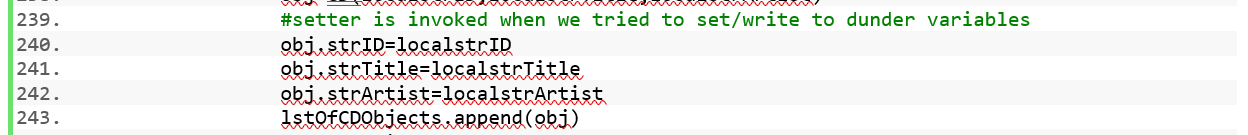 239. #setter is invoked when we tried to set/write to dunder variables
240. obj.strID=localstrID
241. obj.strTitle=localstrTitle
242. obj.strArtist=localstrArtist
243. lstOfCDObjects.append(obj)